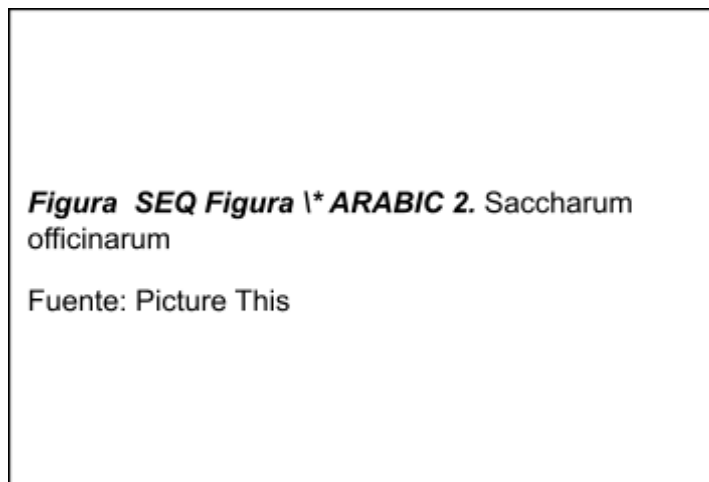 Figura  SEQ Figura \* ARABIC 2. Saccharum
officinarum
Fuente: Picture This